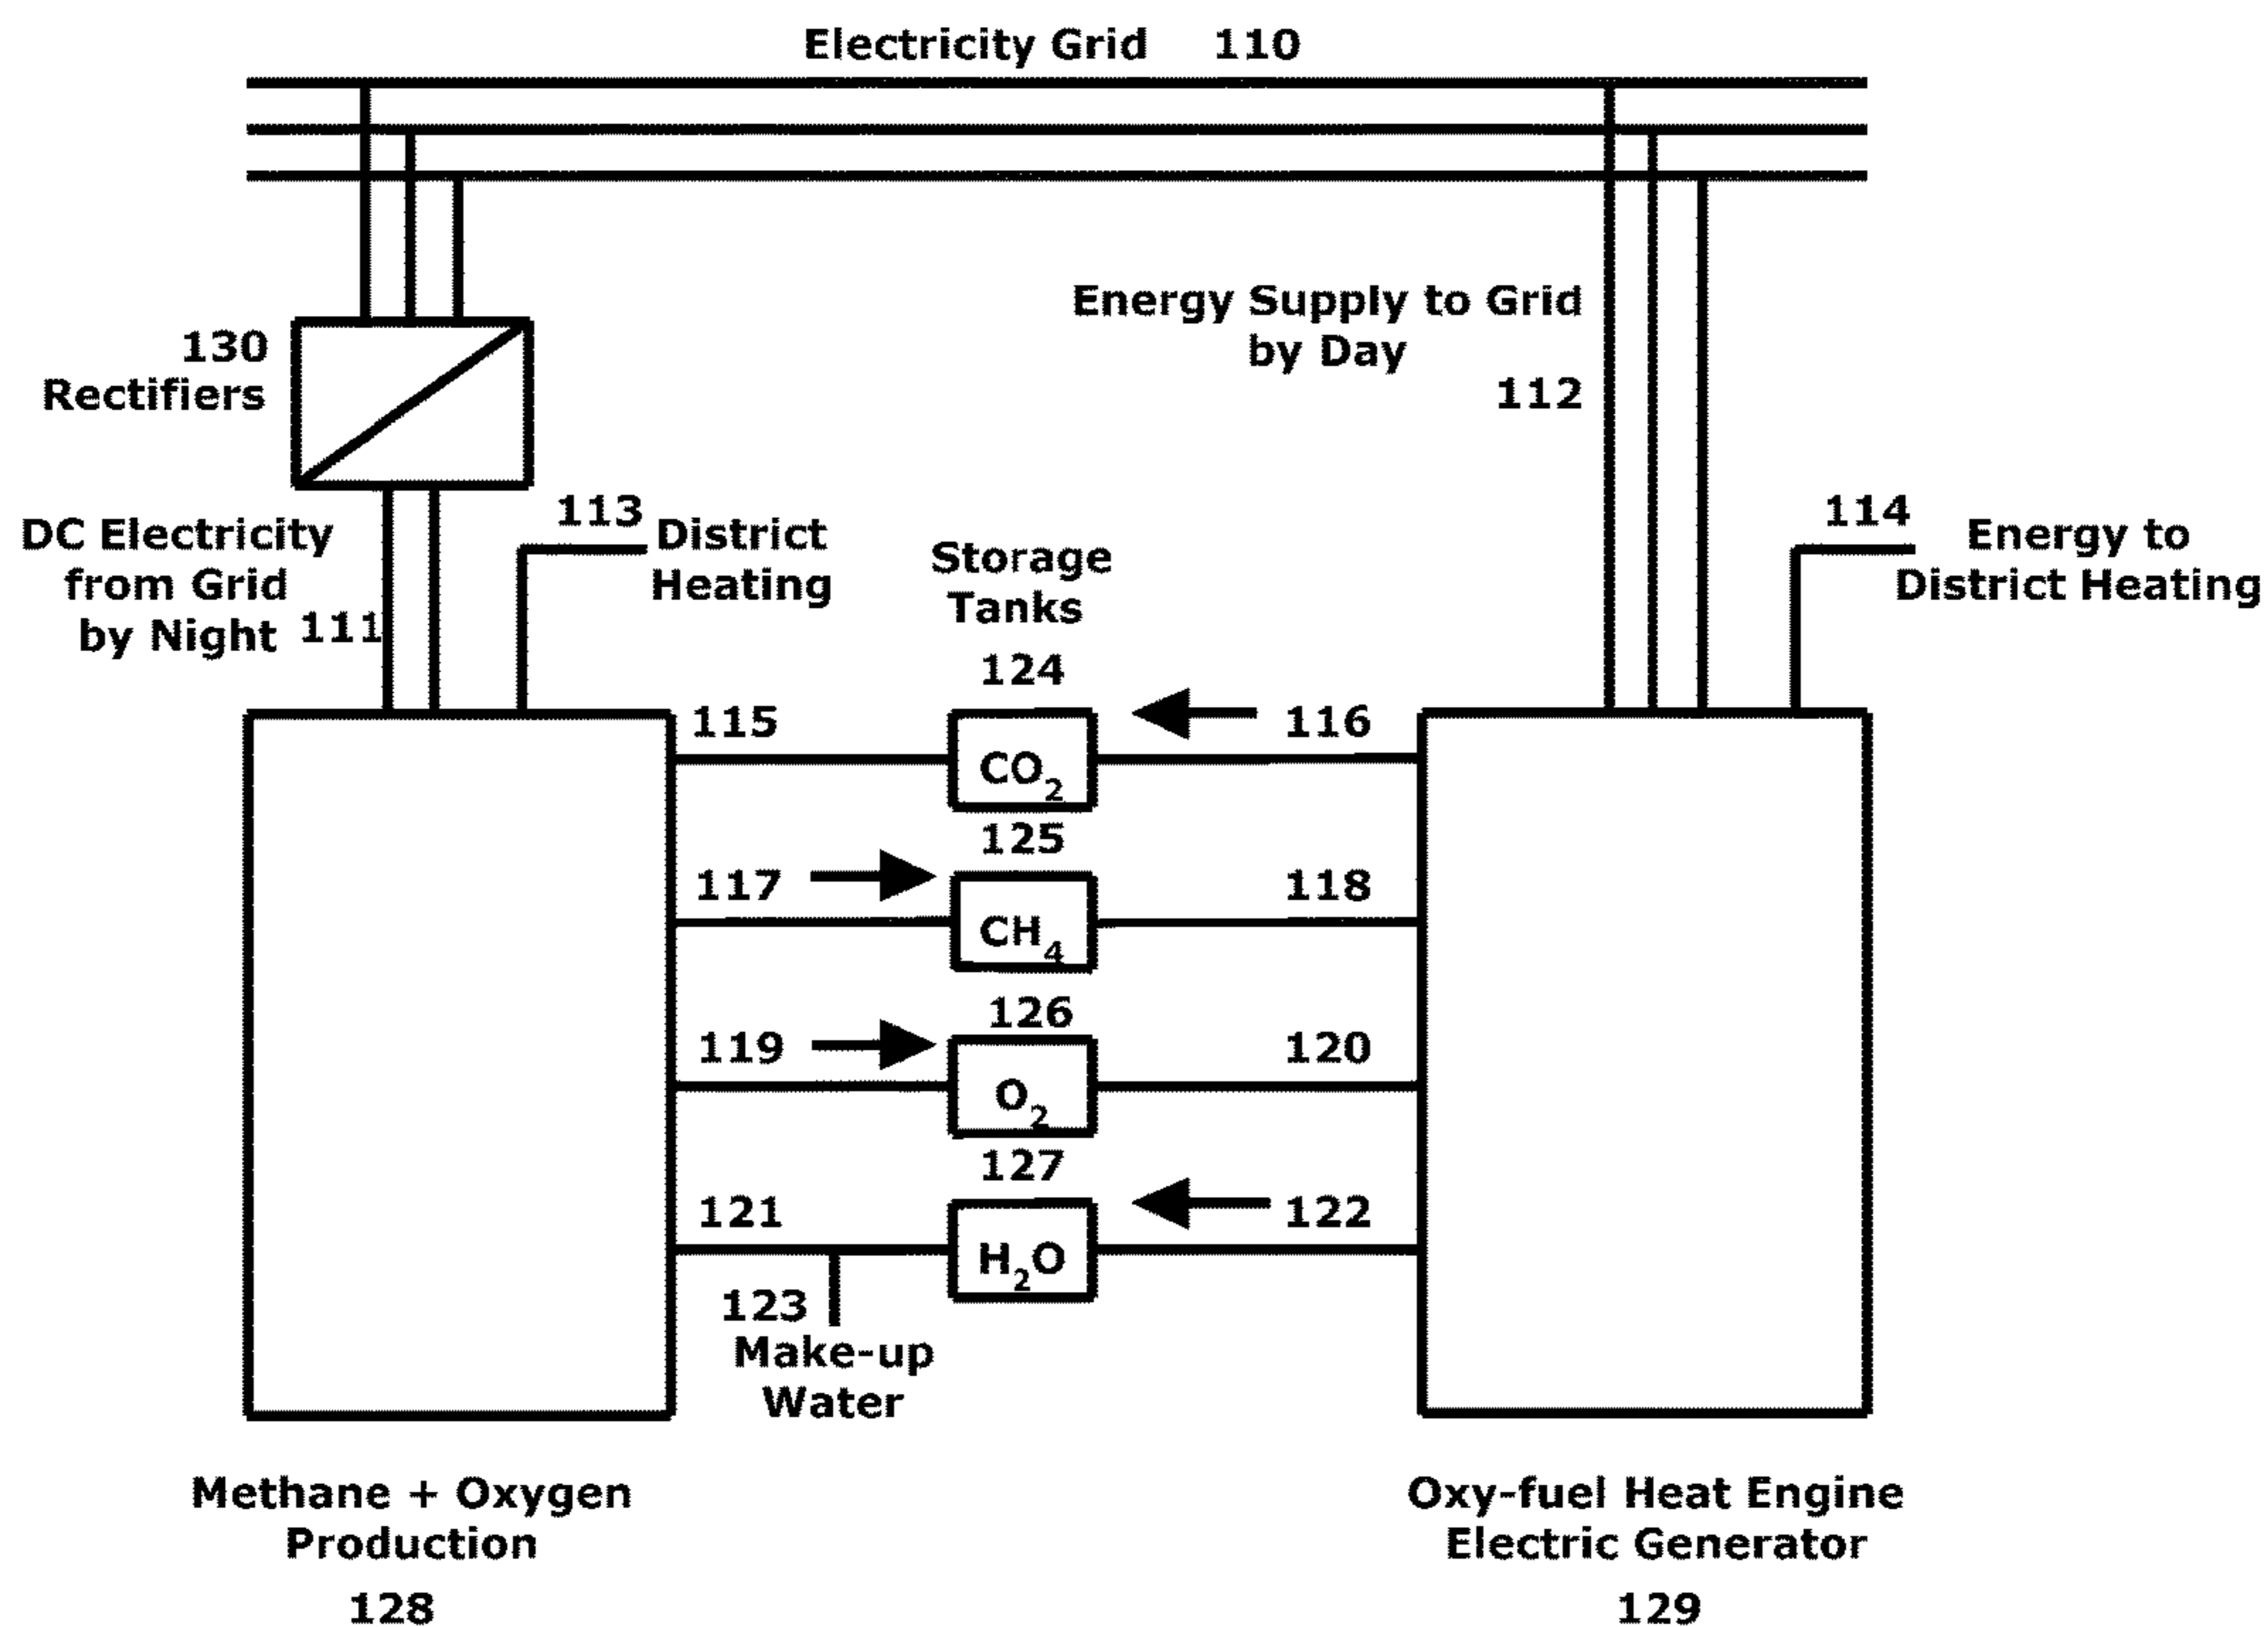 Electricity Grid 110
130
Rectifiers
Energy Supply to Grid
by Day
112
DC Electricity
from Grid
by Night 111
113
District
Heating
Storage
Tanks
114
Energy to
District Heating
124
115
CO2
116
125
117
CH4
118
126
119
O2
120
127
121
H2O
122
123
Make-up
Water
Methane + Oxygen
Production
128
Oxy-fuel Heat Engine
Electric Generator
129